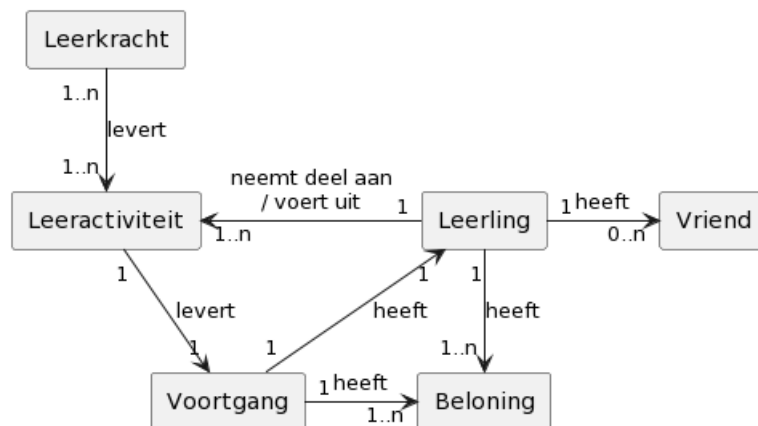 Leerkracht
1..n
levert
1..n
neemt deel aan
/ voert uit
1
1..n
Leeractiviteit
Leerling
1
heeft
0..n
Vriend
1
levert
1
1
heeft
1
1
heeft
1..n
Voortgang
1
heeft
1..n
Beloning